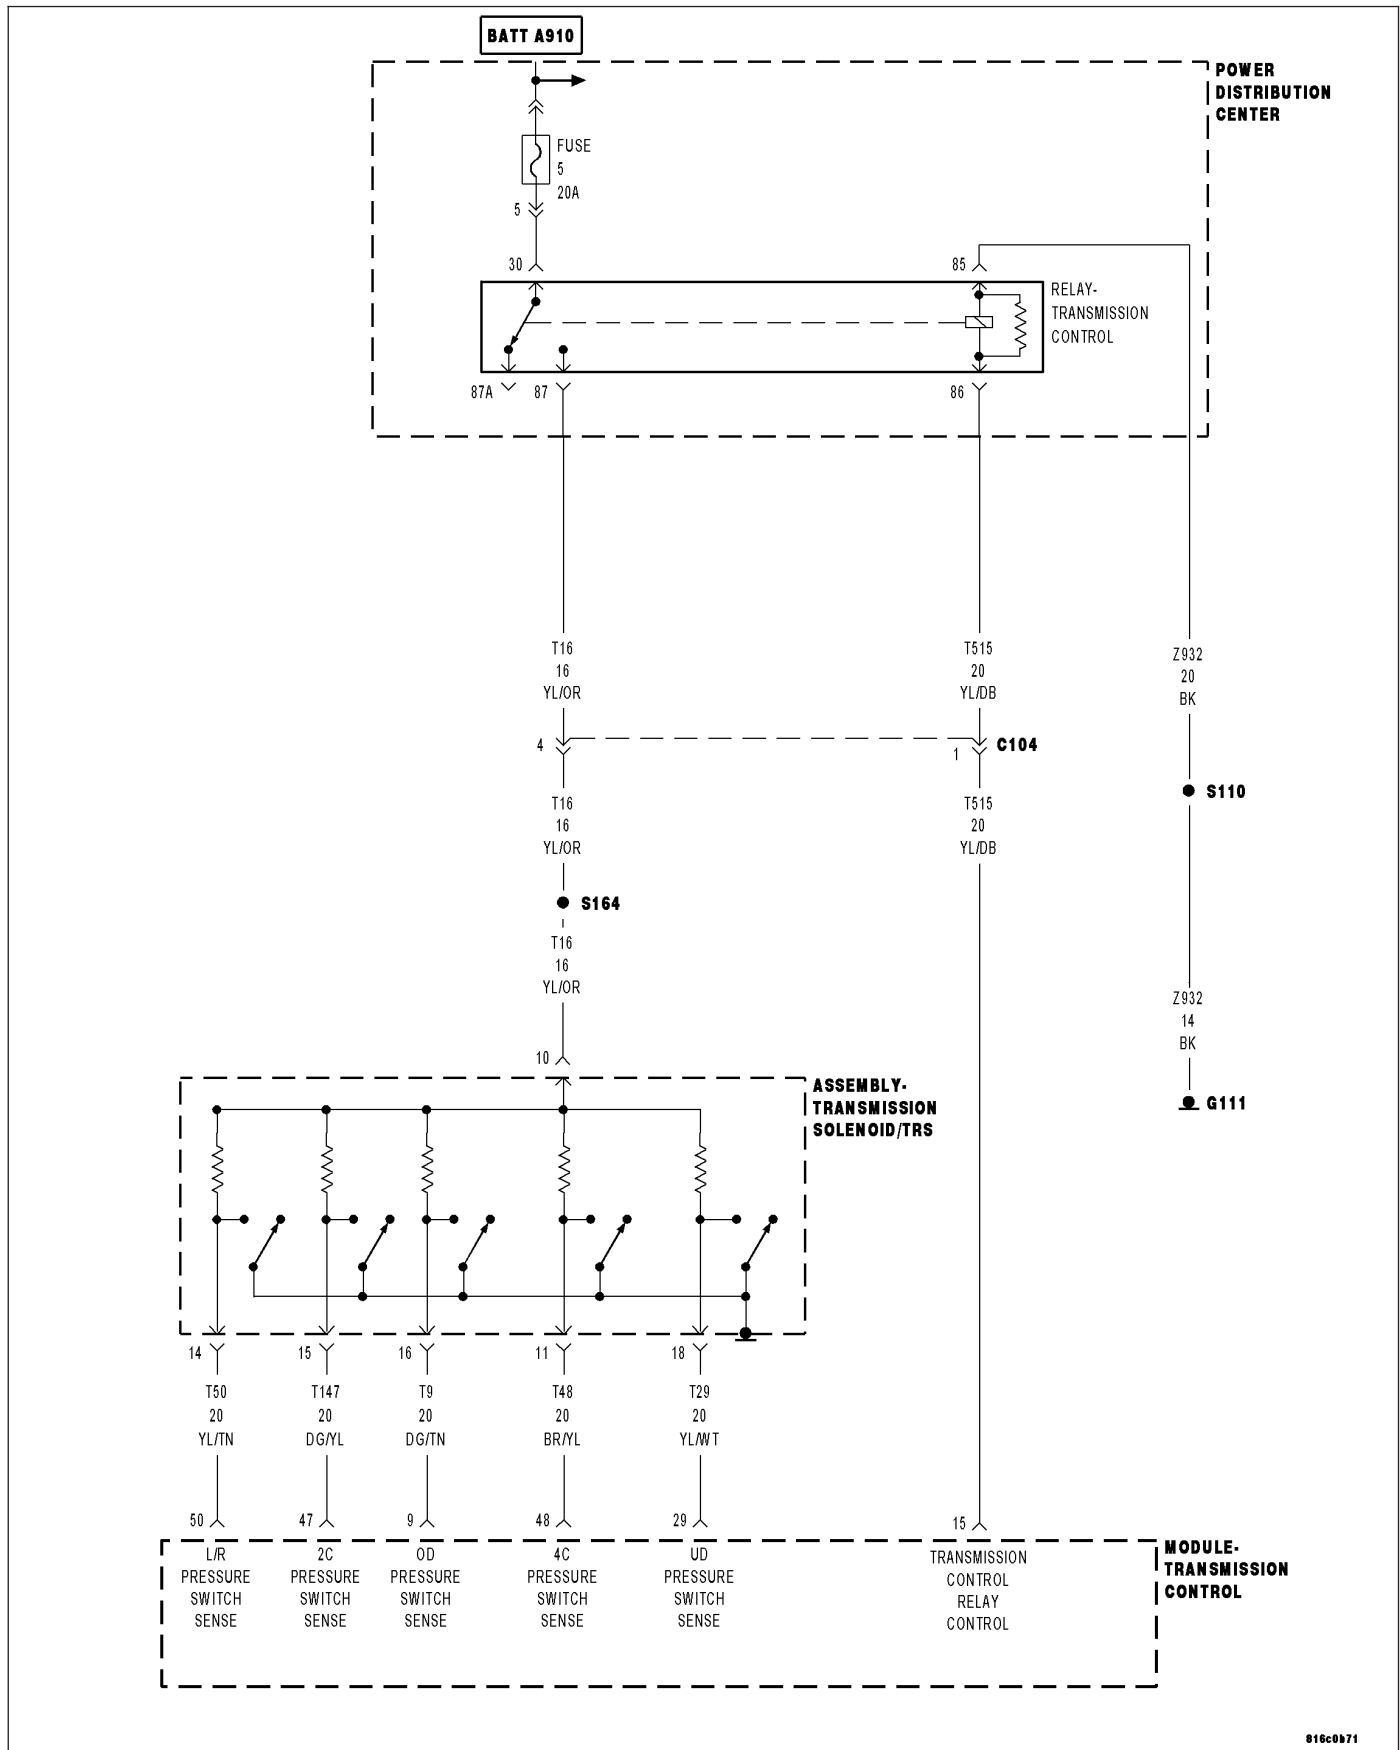 BATT A910
POWER
DISTRIBUTION
CENTER
FUSE
5
20A
5
30
85
RELAY-
TRANSMISSION
CONTROL
87A
87
86
T16
16
YL/OR
T515
20
YL/DB
Z932
20
BK
4
1
C104
T16
16
YL/OR
T515
20
YL/DB
S110
S164
T16
16
YL/OR
Z932
14
BK
10
ASSEMBLY-
TRANSMISSION
SOLENOID/TRS
G111
14
15
16
11
18
T50
20
YL/TN
T147
20
DG/YL
T9
20
DG/TN
T48
20
BR/YL
T29
20
YL/WT
50
47
9
48
29
15
L/R
PRESSURE
SWITCH
SENSE
2C
PRESSURE
SWITCH
SENSE
OD
PRESSURE
SWITCH
SENSE
4C
PRESSURE
SWITCH
SENSE
UD
PRESSURE
SWITCH
SENSE
TRANSMISSION
CONTROL
RELAY
CONTROL
MODULE-
TRANSMISSION
CONTROL
816c0b71